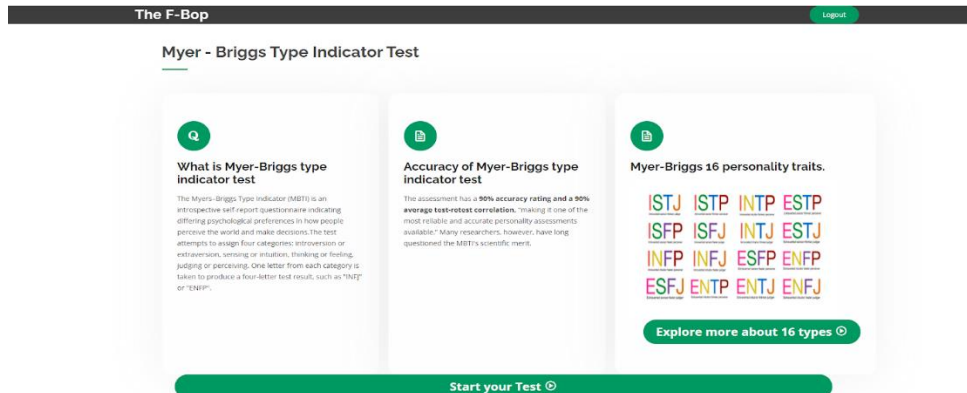 The F-Bop
Logout
Myer - Briggs Type Indicator Test
What is Myer-Briggs type
indicator test
The Myers–Briggs Type Indicator (MBTI) is an
introspective self-report questionnaire indicating
differing psychological preferences in how people
perceive the world and make decisions.The test
attempts to assign four categories: introversion or
extraversion, sensing or intuition, thinking or feeling,
judging or perceiving. One letter from each category is
taken to produce a four-letter test result, such as "INFJ"
or "ENFP".
Accuracy of Myer-Briggs type
indicator test
The assessment has a 90% accuracy rating and a 90%
average test-retest correlation, "making it one of the
most reliable and accurate personality assessments
available." Many researchers, however, have long
questioned the MBTI's scientific merit.
Myer-Briggs 16 personality traits.
ISTJ ISTP INTP ESTP
ISFP ISFJ INTJ ESTJ
INFP INFJ ESFP ENFP
ESFJ ENTP ENTJ ENFJ
Explore more about 16 types
Start your Test